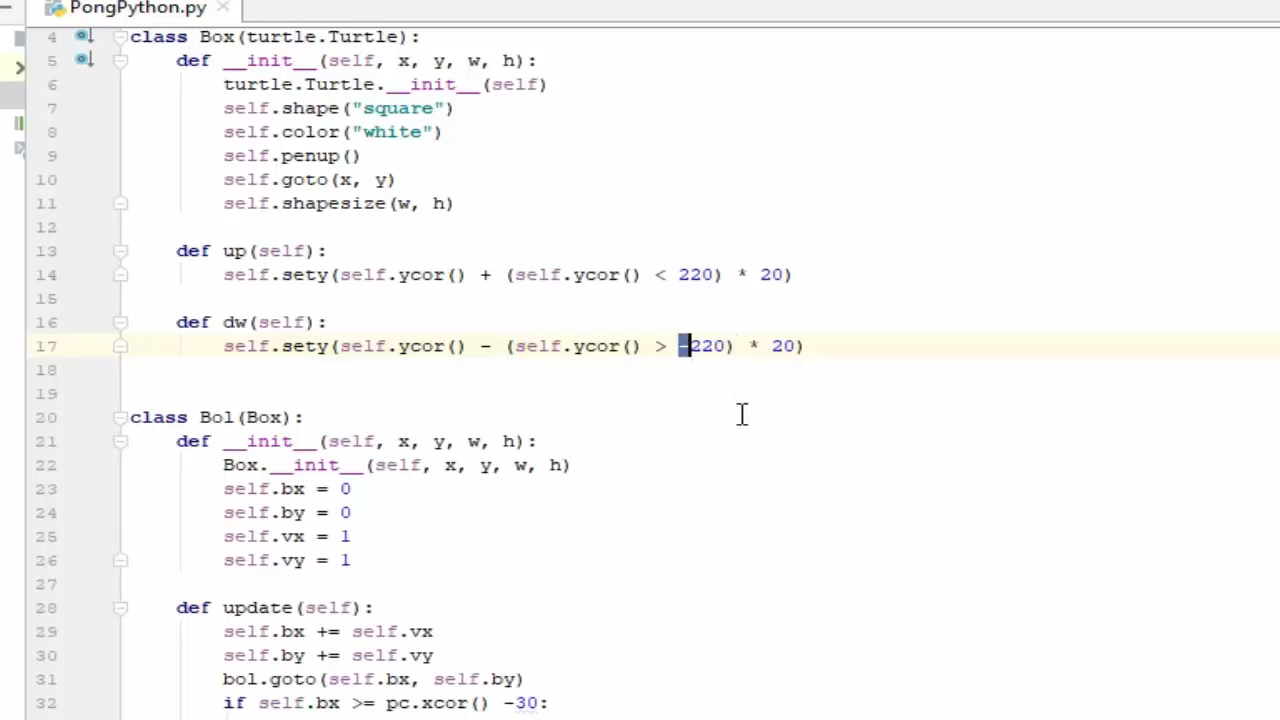 PongPython.py
4 class Box(turtle.Turtle):
5 def __init__(self, x, y, w, h):
6 turtle.Turtle.__init__(self)
7 self.shape("square")
8 self.color("white")
9 self.penup()
10 self.goto(x, y)
11 self.shapesize(w, h)
12
13 def up(self):
14 self.sety(self.ycor() + (self.ycor() < 220) * 20)
15
16 def dw(self):
17 self.sety(self.ycor() - (self.ycor() > -220) * 20)
18
19
20 class Bol(Box):
21 def __init__(self, x, y, w, h):
22 Box.__init__(self, x, y, w, h)
23 self.bx = 0
24 self.by = 0
25 self.vx = 1
26 self.vy = 1
27
28 def update(self):
29 self.bx += self.vx
30 self.by += self.vy
31 bol.goto(self.bx, self.by)
32 if self.bx >= pc.xcor() -30: